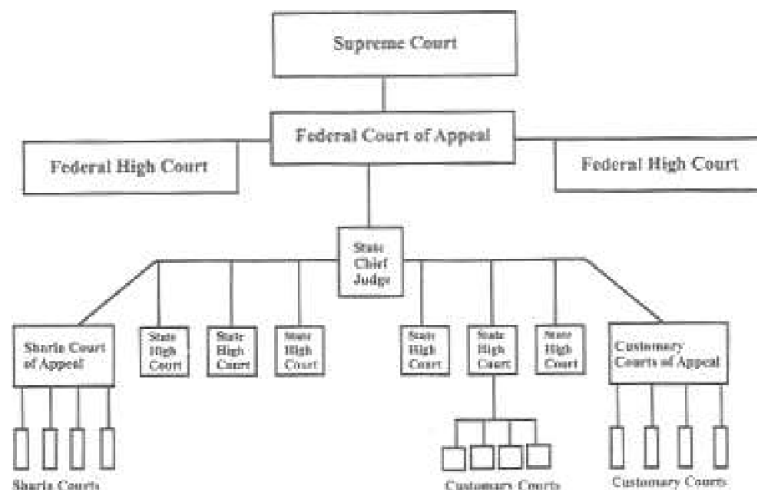 Supreme Court
Federal Court of Appeal
Federal High Court
Federal High Court
State
Chief
Judge
Sharia Court
of Appeal
State
High
Court
State
High
Court
State
High
Court
State
High
Court
State
High
Court
State
High
Court
Customary
Courts of Appeal
Sharia Courts
Customary Courts
Customary Courts